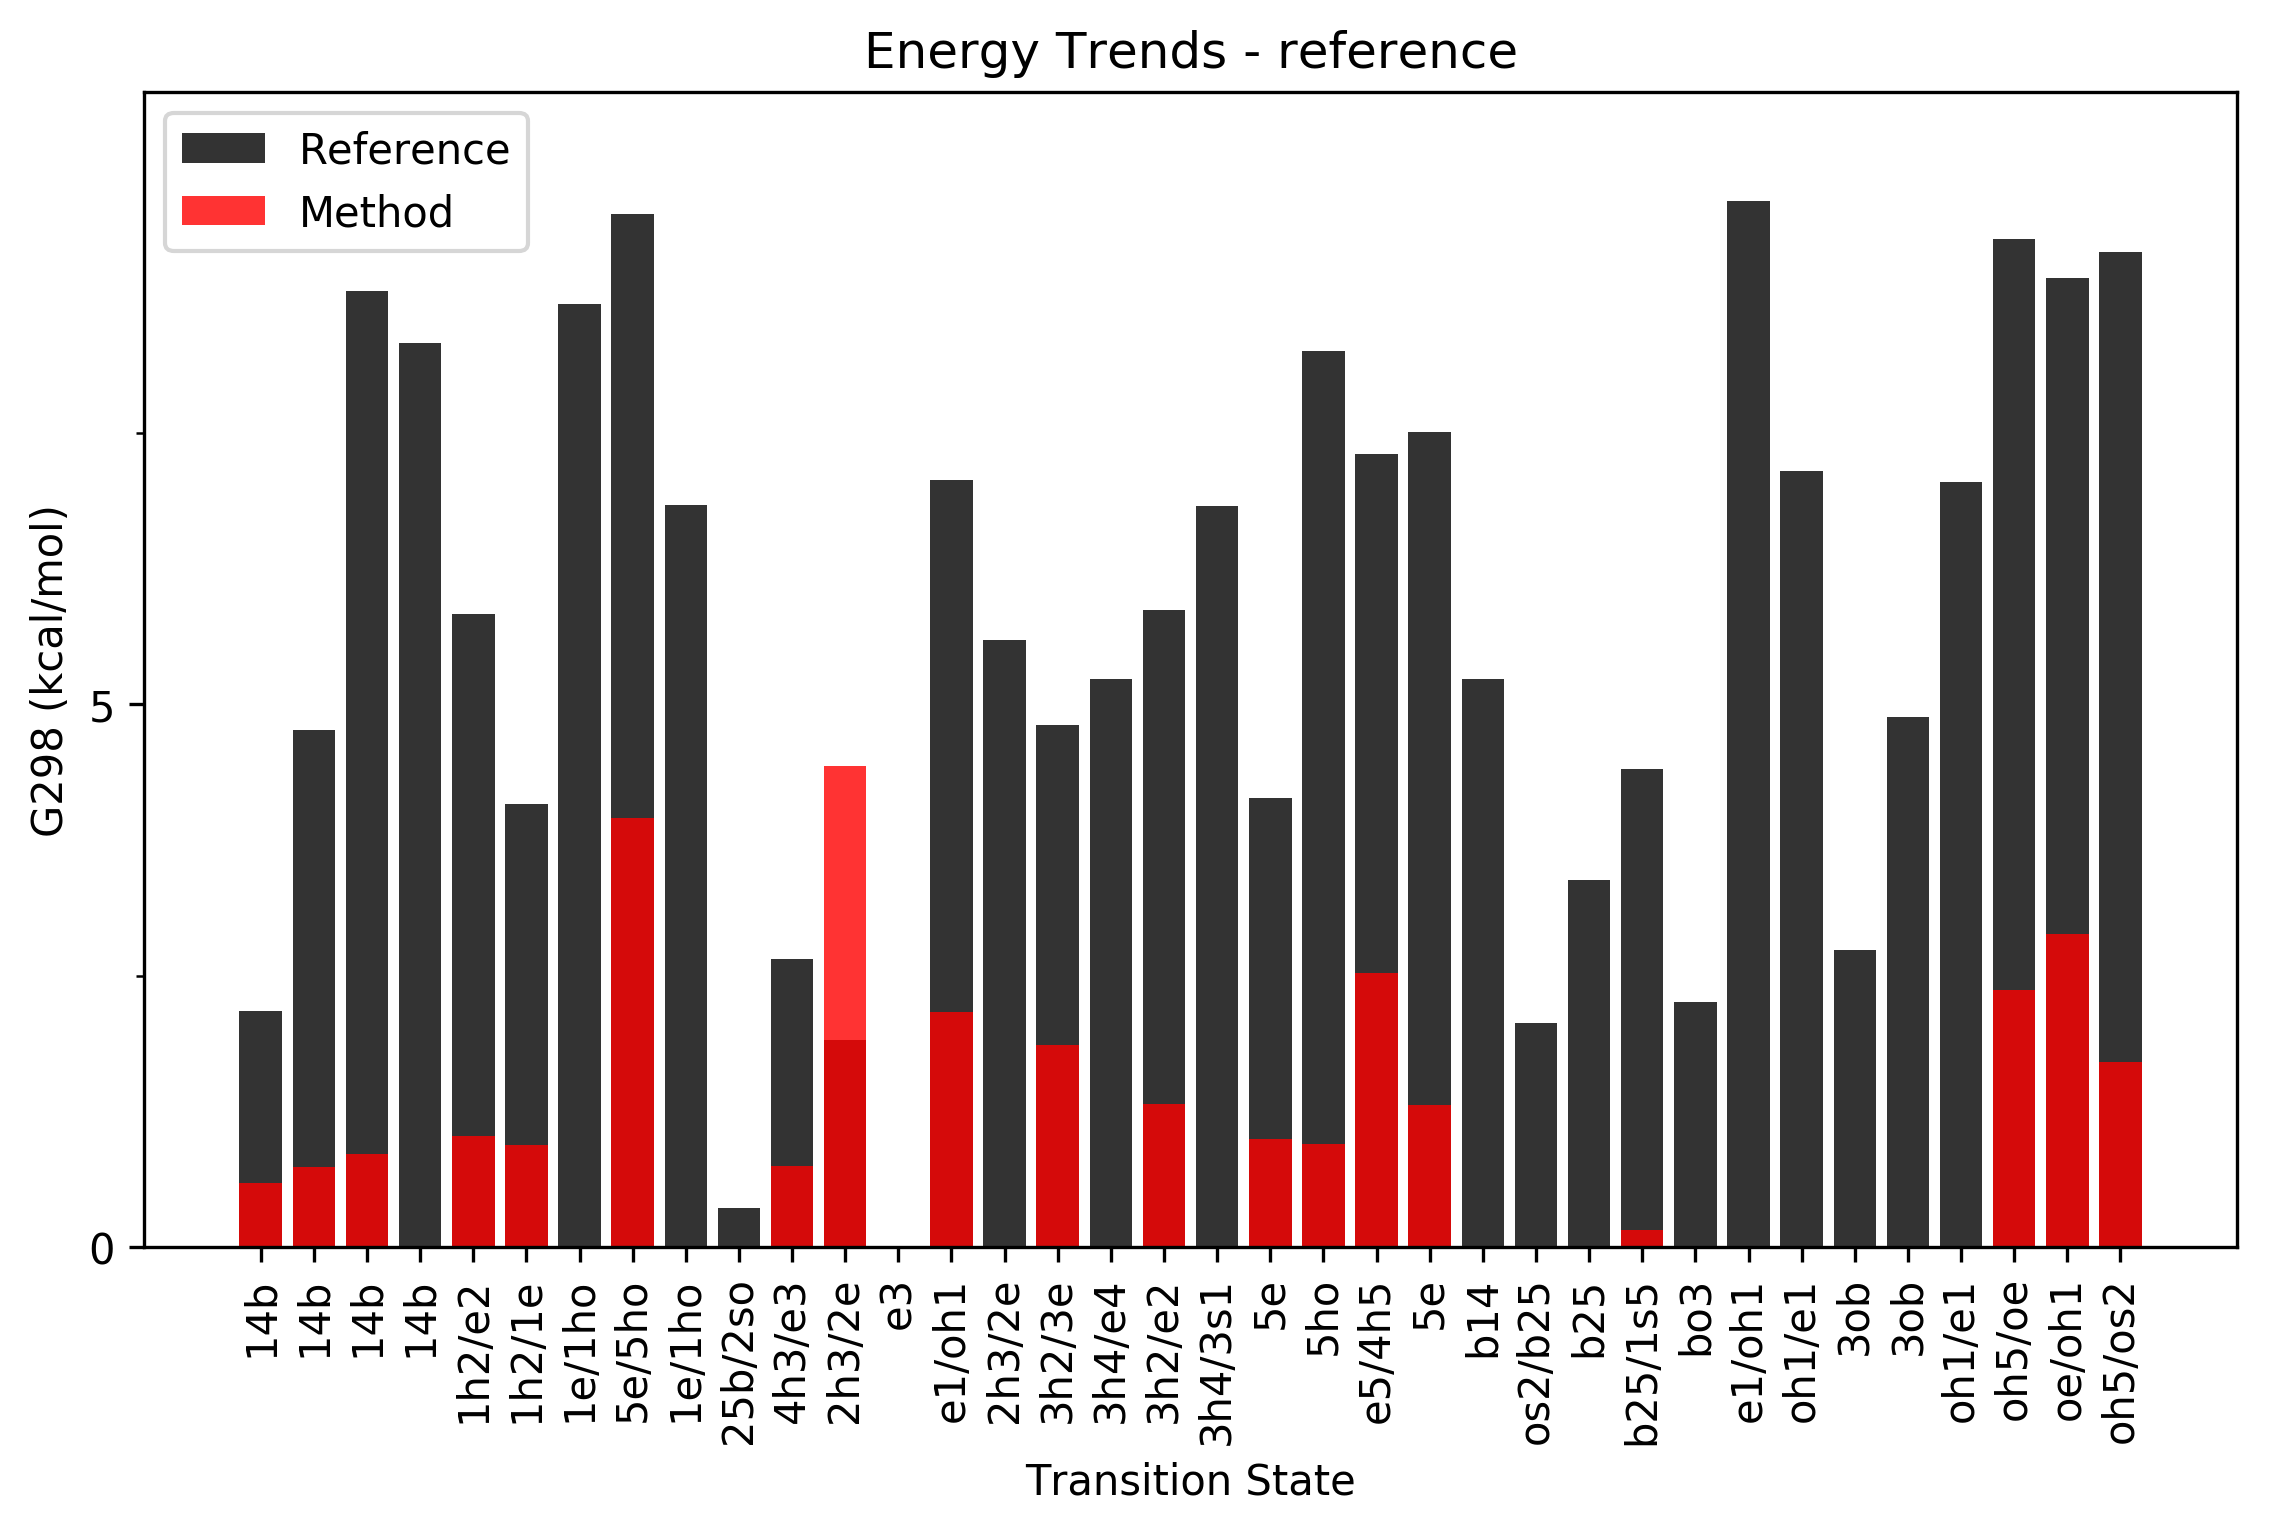 Energy Trends - reference
Reference
Method
G298 (kcal/mol)
5
0
14b
14b
14b
14b
1h2/e2
1h2/1e
1e/1ho
5e/5ho
1e/1ho
25b/2so
4h3/e3
2h3/2e
e3
e1/oh1
2h3/2e
3h2/3e
3h4/e4
3h2/e2
3h4/3s1
5e
5ho
e5/4h5
5e
b14
os2/b25
b25
b25/1s5
bo3
e1/oh1
oh1/e1
3ob
3ob
oh1/e1
oh5/oe
oe/oh1
oh5/os2
Transition State